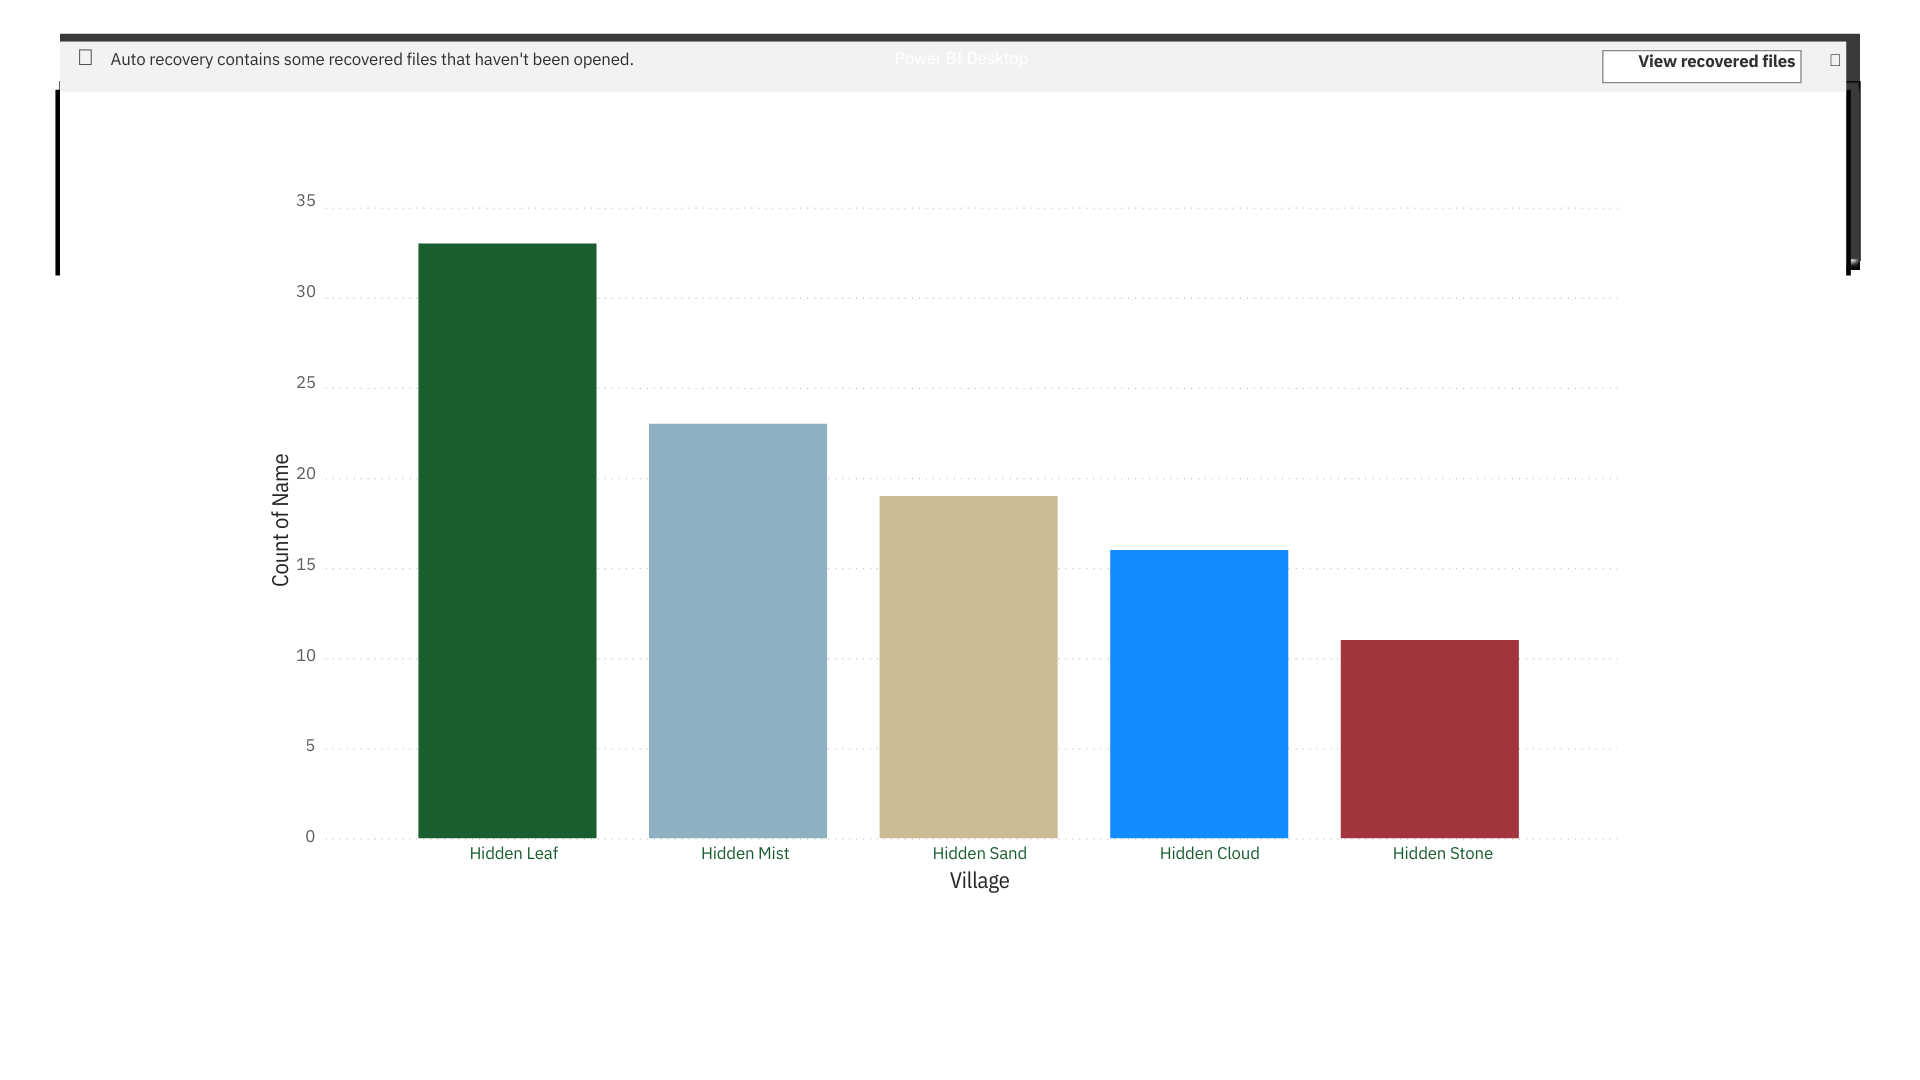 Auto recovery contains some recovered files that haven't been opened.
Power BI Desktop
View recovered files
35
30
25
20
15
10
5
0
Count of Name
Hidden Leaf
Hidden Mist
Hidden Sand
Hidden Cloud
Hidden Stone
Village